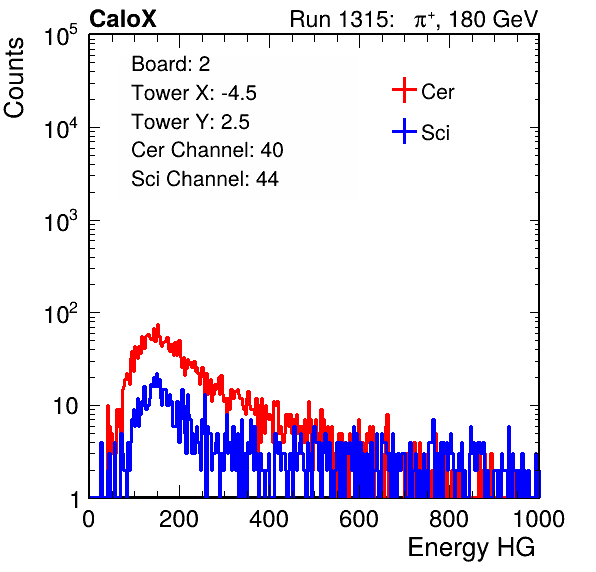 CaloX Run 1315: π⁺, 180 GeV
Counts
10⁵
10⁴
10³
10²
10
1
Board: 2
Tower X: -4.5
Tower Y: 2.5
Cer Channel: 40
Sci Channel: 44
Cer
Sci
0 200 400 600 800 1000
Energy HG